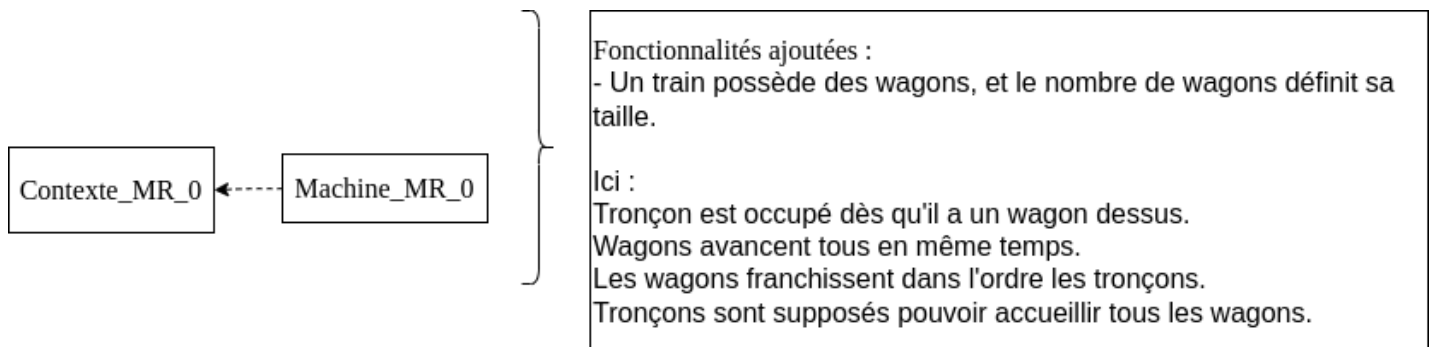 Contexte_MR_0
Machine_MR_0
Fonctionnalités ajoutées :
- Un train possède des wagons, et le nombre de wagons définit sa
taille.
Ici :
Tronçon est occupé dès qu'il a un wagon dessus.
Wagons avancent tous en même temps.
Les wagons franchissent dans l'ordre les tronçons.
Tronçons sont supposés pouvoir accueillir tous les wagons.